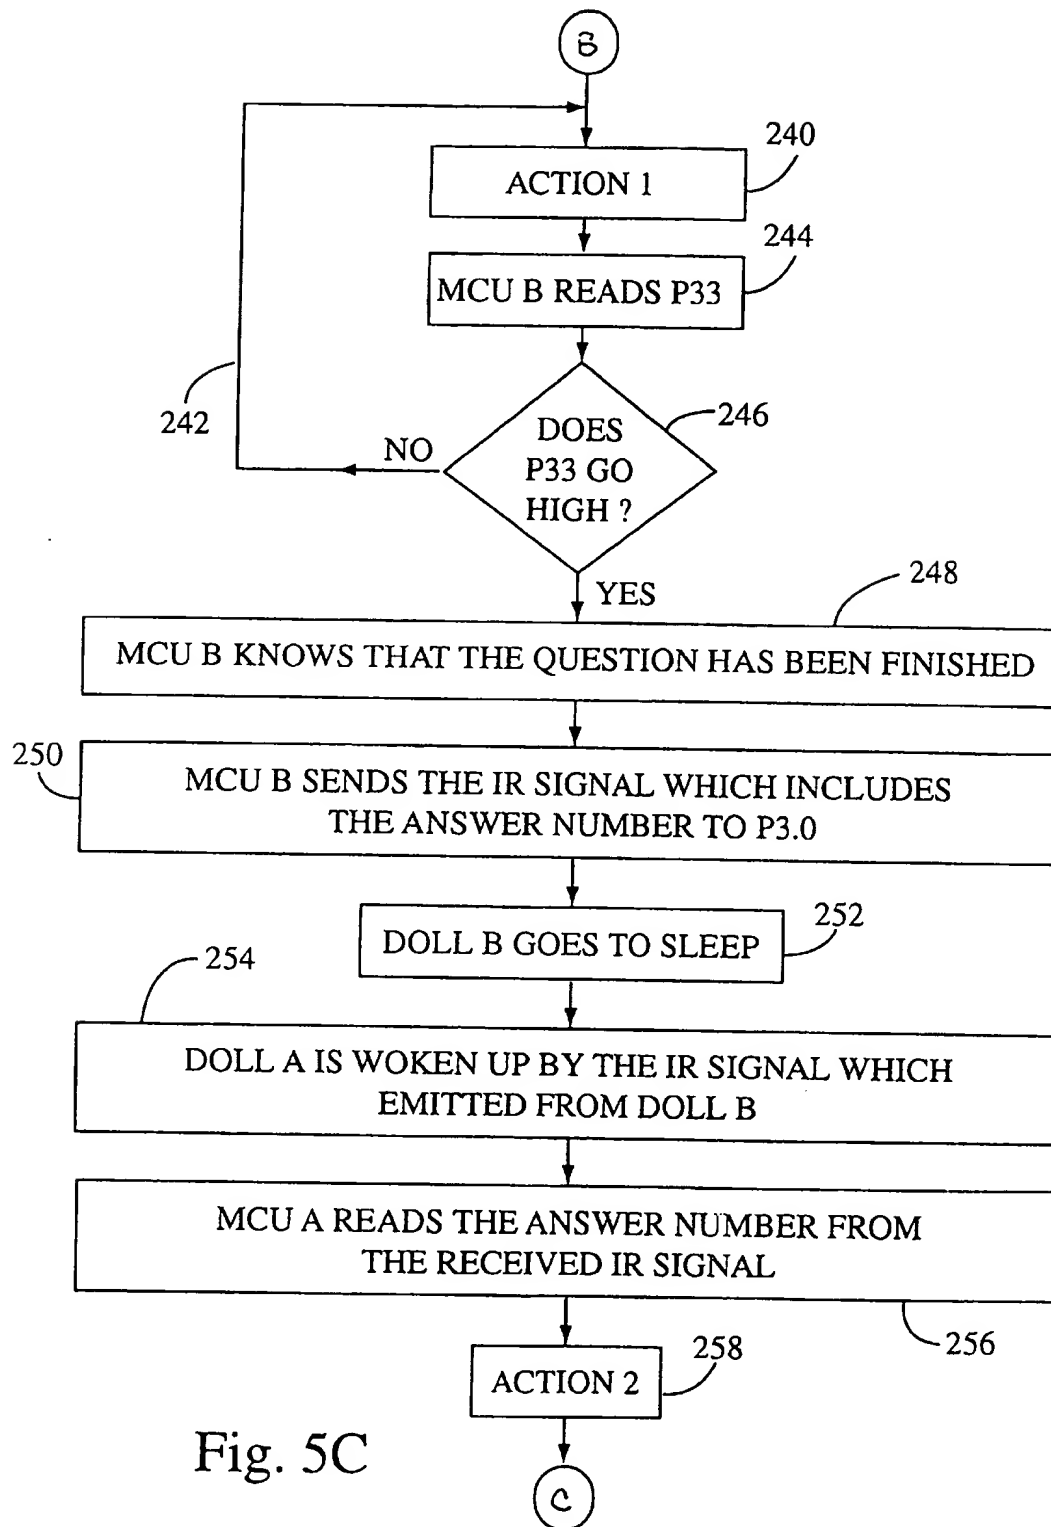 B
240
ACTION 1
244
MCU B READS P33
242
246
NO
DOES
P33 GO
HIGH ?
YES
248
MCU B KNOWS THAT THE QUESTION HAS BEEN FINISHED
250
MCU B SENDS THE IR SIGNAL WHICH INCLUDES
THE ANSWER NUMBER TO P3.0
252
DOLL B GOES TO SLEEP
254
DOLL A IS WOKEN UP BY THE IR SIGNAL WHICH
EMITTED FROM DOLL B
MCU A READS THE ANSWER NUMBER FROM
THE RECEIVED IR SIGNAL
256
258
ACTION 2
Fig. 5C
C